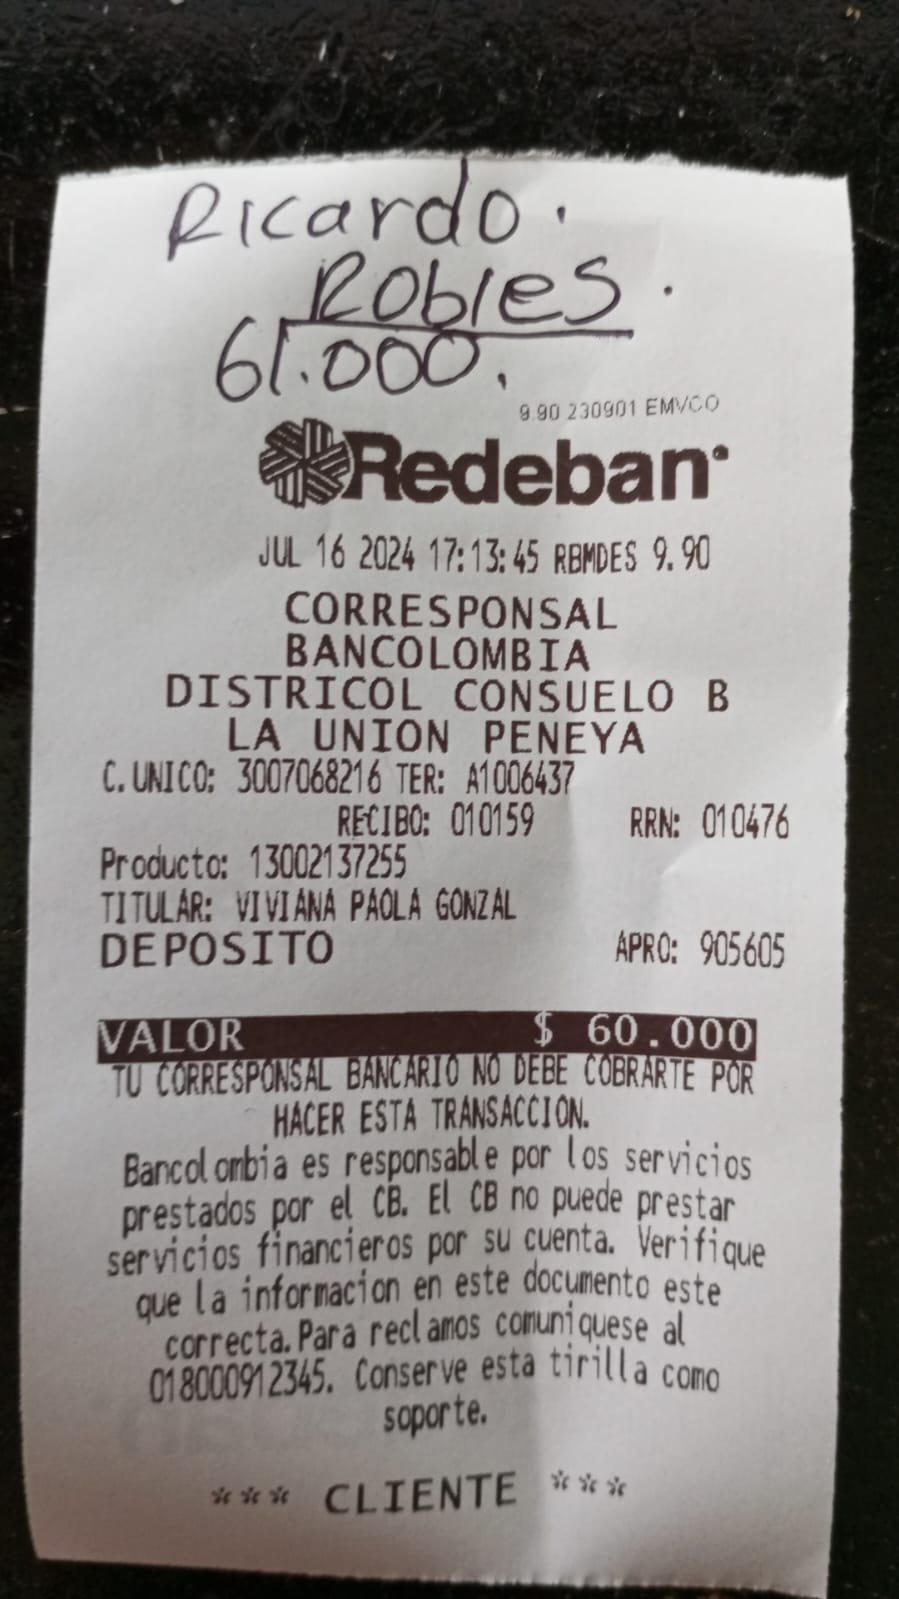 Ricardo.
Robles.
61.000.
9.90 230901 EMVCO
Redeban
JUL 16 2024 17:13:45 RBMDES 9.90
CORRESPONSAL
BANCOLOMBIA
DISTRICOL CONSUELO B
LA UNION PENEYA
C. UNICO: 3007068216 TER: A1006437
RECIBO: 010159 RRN: 010476
Producto: 13002137255
TITULAR: VIVIANA PAOLA GONZAL
DEPOSITO APRO: 905605
VALOR $ 60.000
TU CORRESPONSAL BANCARIO NO DEBE COBRARTE POR
HACER ESTA TRANSACCION.
Bancolombia es responsable por los servicios
prestados por el CB. El CB no puede prestar
servicios financieros por su cuenta. Verifique
que la informacion en este documento este
correcta. Para reclamos comuniquese al
018000912345. Conserve esta tirilla como
soporte.
*** CLIENTE ***